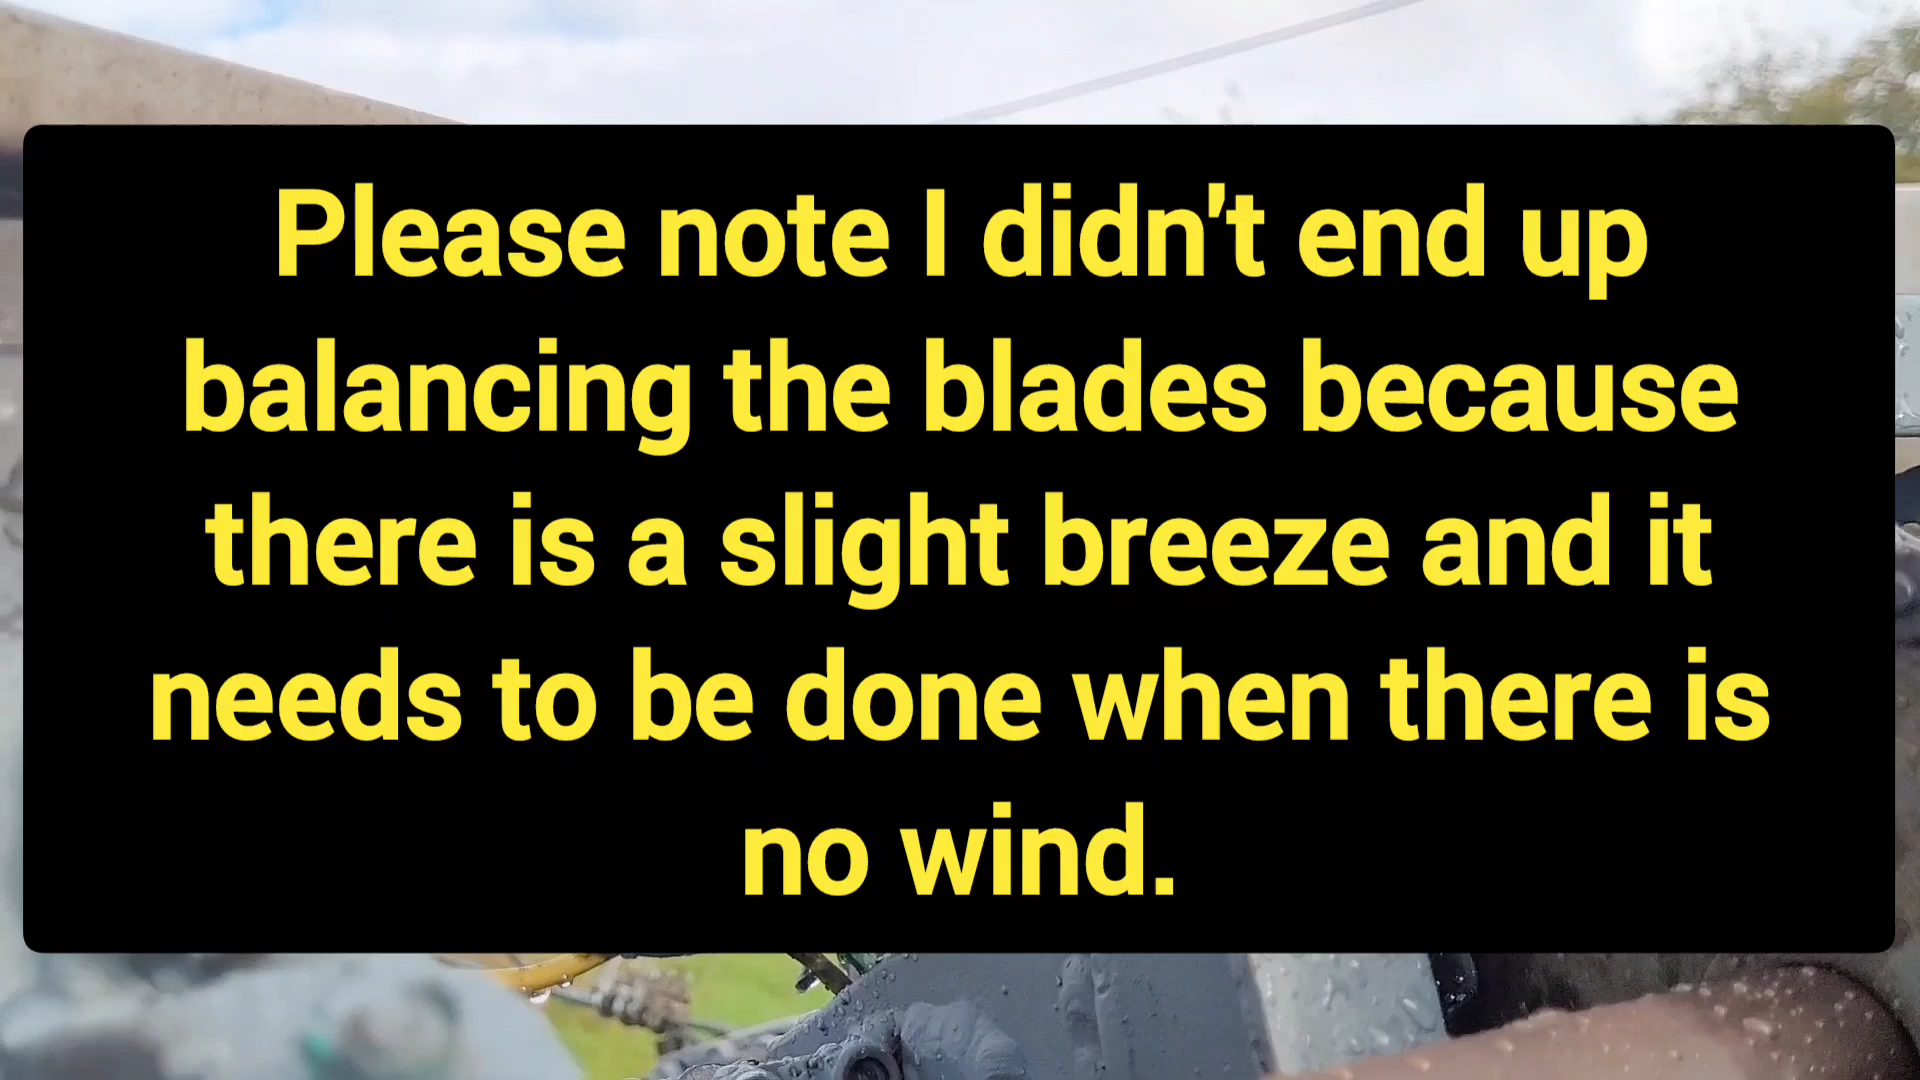 Please note I didn't end up
balancing the blades because
there is a slight breeze and it
needs to be done when there is
no wind.